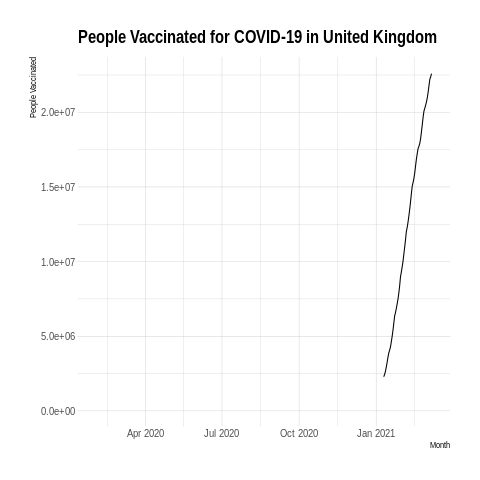 People Vaccinated for COVID-19 in United Kingdom
People Vaccinated
2.0e+07
1.5e+07
1.0e+07
5.0e+06
0.0e+00
Apr 2020 Jul 2020 Oct 2020 Jan 2021
Month